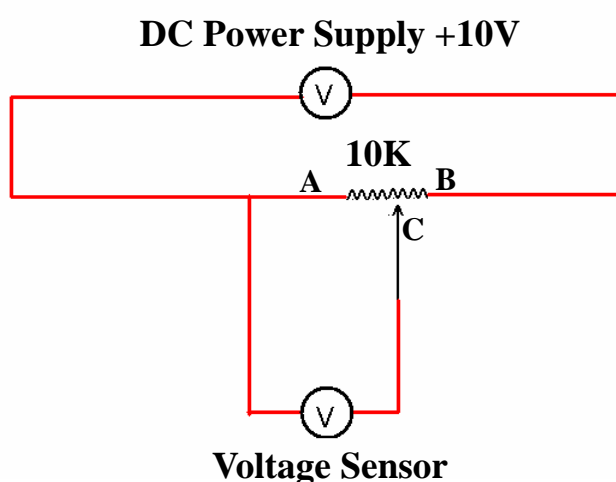 DC Power Supply +10V
V
10K
A
B
C
V
Voltage Sensor